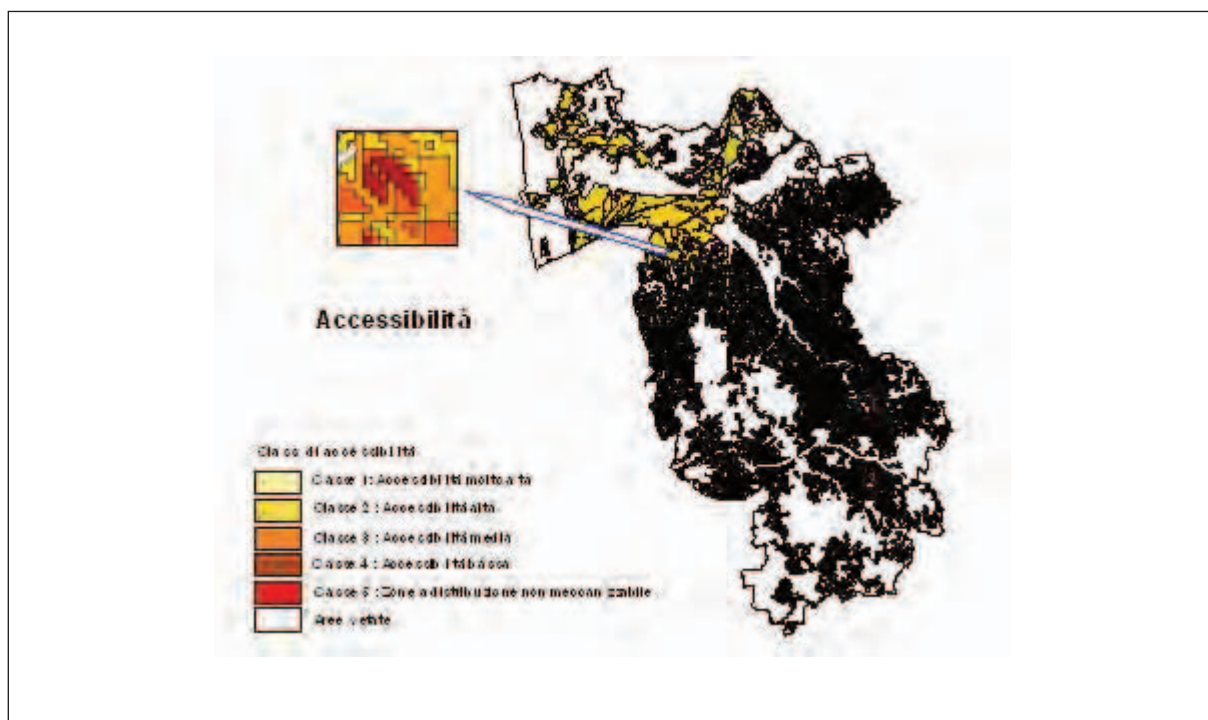 Accessibilità
Classe di accessibilità
Classe 1: Accessibilità molto alta
Classe 2: Accessibilità alta
Classe 3: Accessibilità media
Classe 4: Accessibilità bassa
Classe 5: Zone a distribuzione non meccanizzabile
Aree vietate